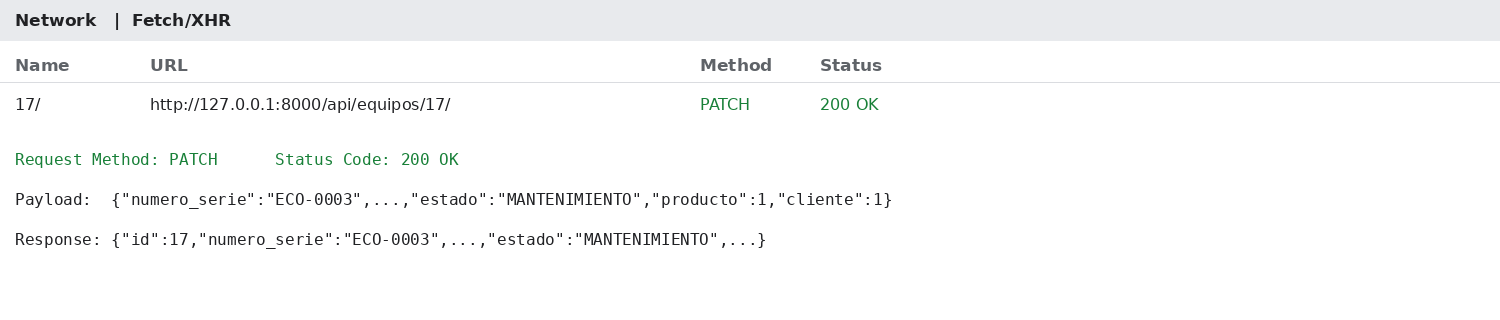 Network | Fetch/XHR
Name URL Method Status
17/ http://127.0.0.1:8000/api/equipos/17/ PATCH 200 OK
Request Method: PATCH Status Code: 200 OK
Payload: {"numero_serie":"ECO-0003",...,"estado":"MANTENIMIENTO","producto":1,"cliente":1}
Response: {"id":17,"numero_serie":"ECO-0003",...,"estado":"MANTENIMIENTO",...}